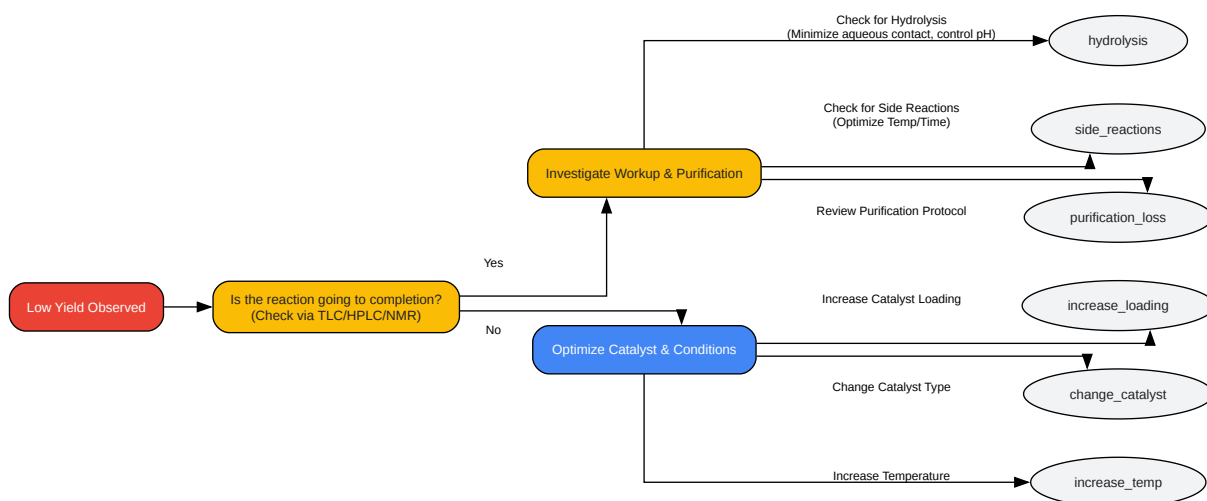 Check for Hydrolysis
(Minimize aqueous contact, control pH)
hydrolysis
Check for Side Reactions
(Optimize Temp/Time)
side_reactions
Investigate Workup & Purification
Review Purification Protocol
purification_loss
Yes
Low Yield Observed
Is the reaction going to completion?
(Check via TLC/HPLC/NMR)
No
Increase Catalyst Loading
increase_loading
Optimize Catalyst & Conditions
Change Catalyst Type
change_catalyst
Increase Temperature
increase_temp